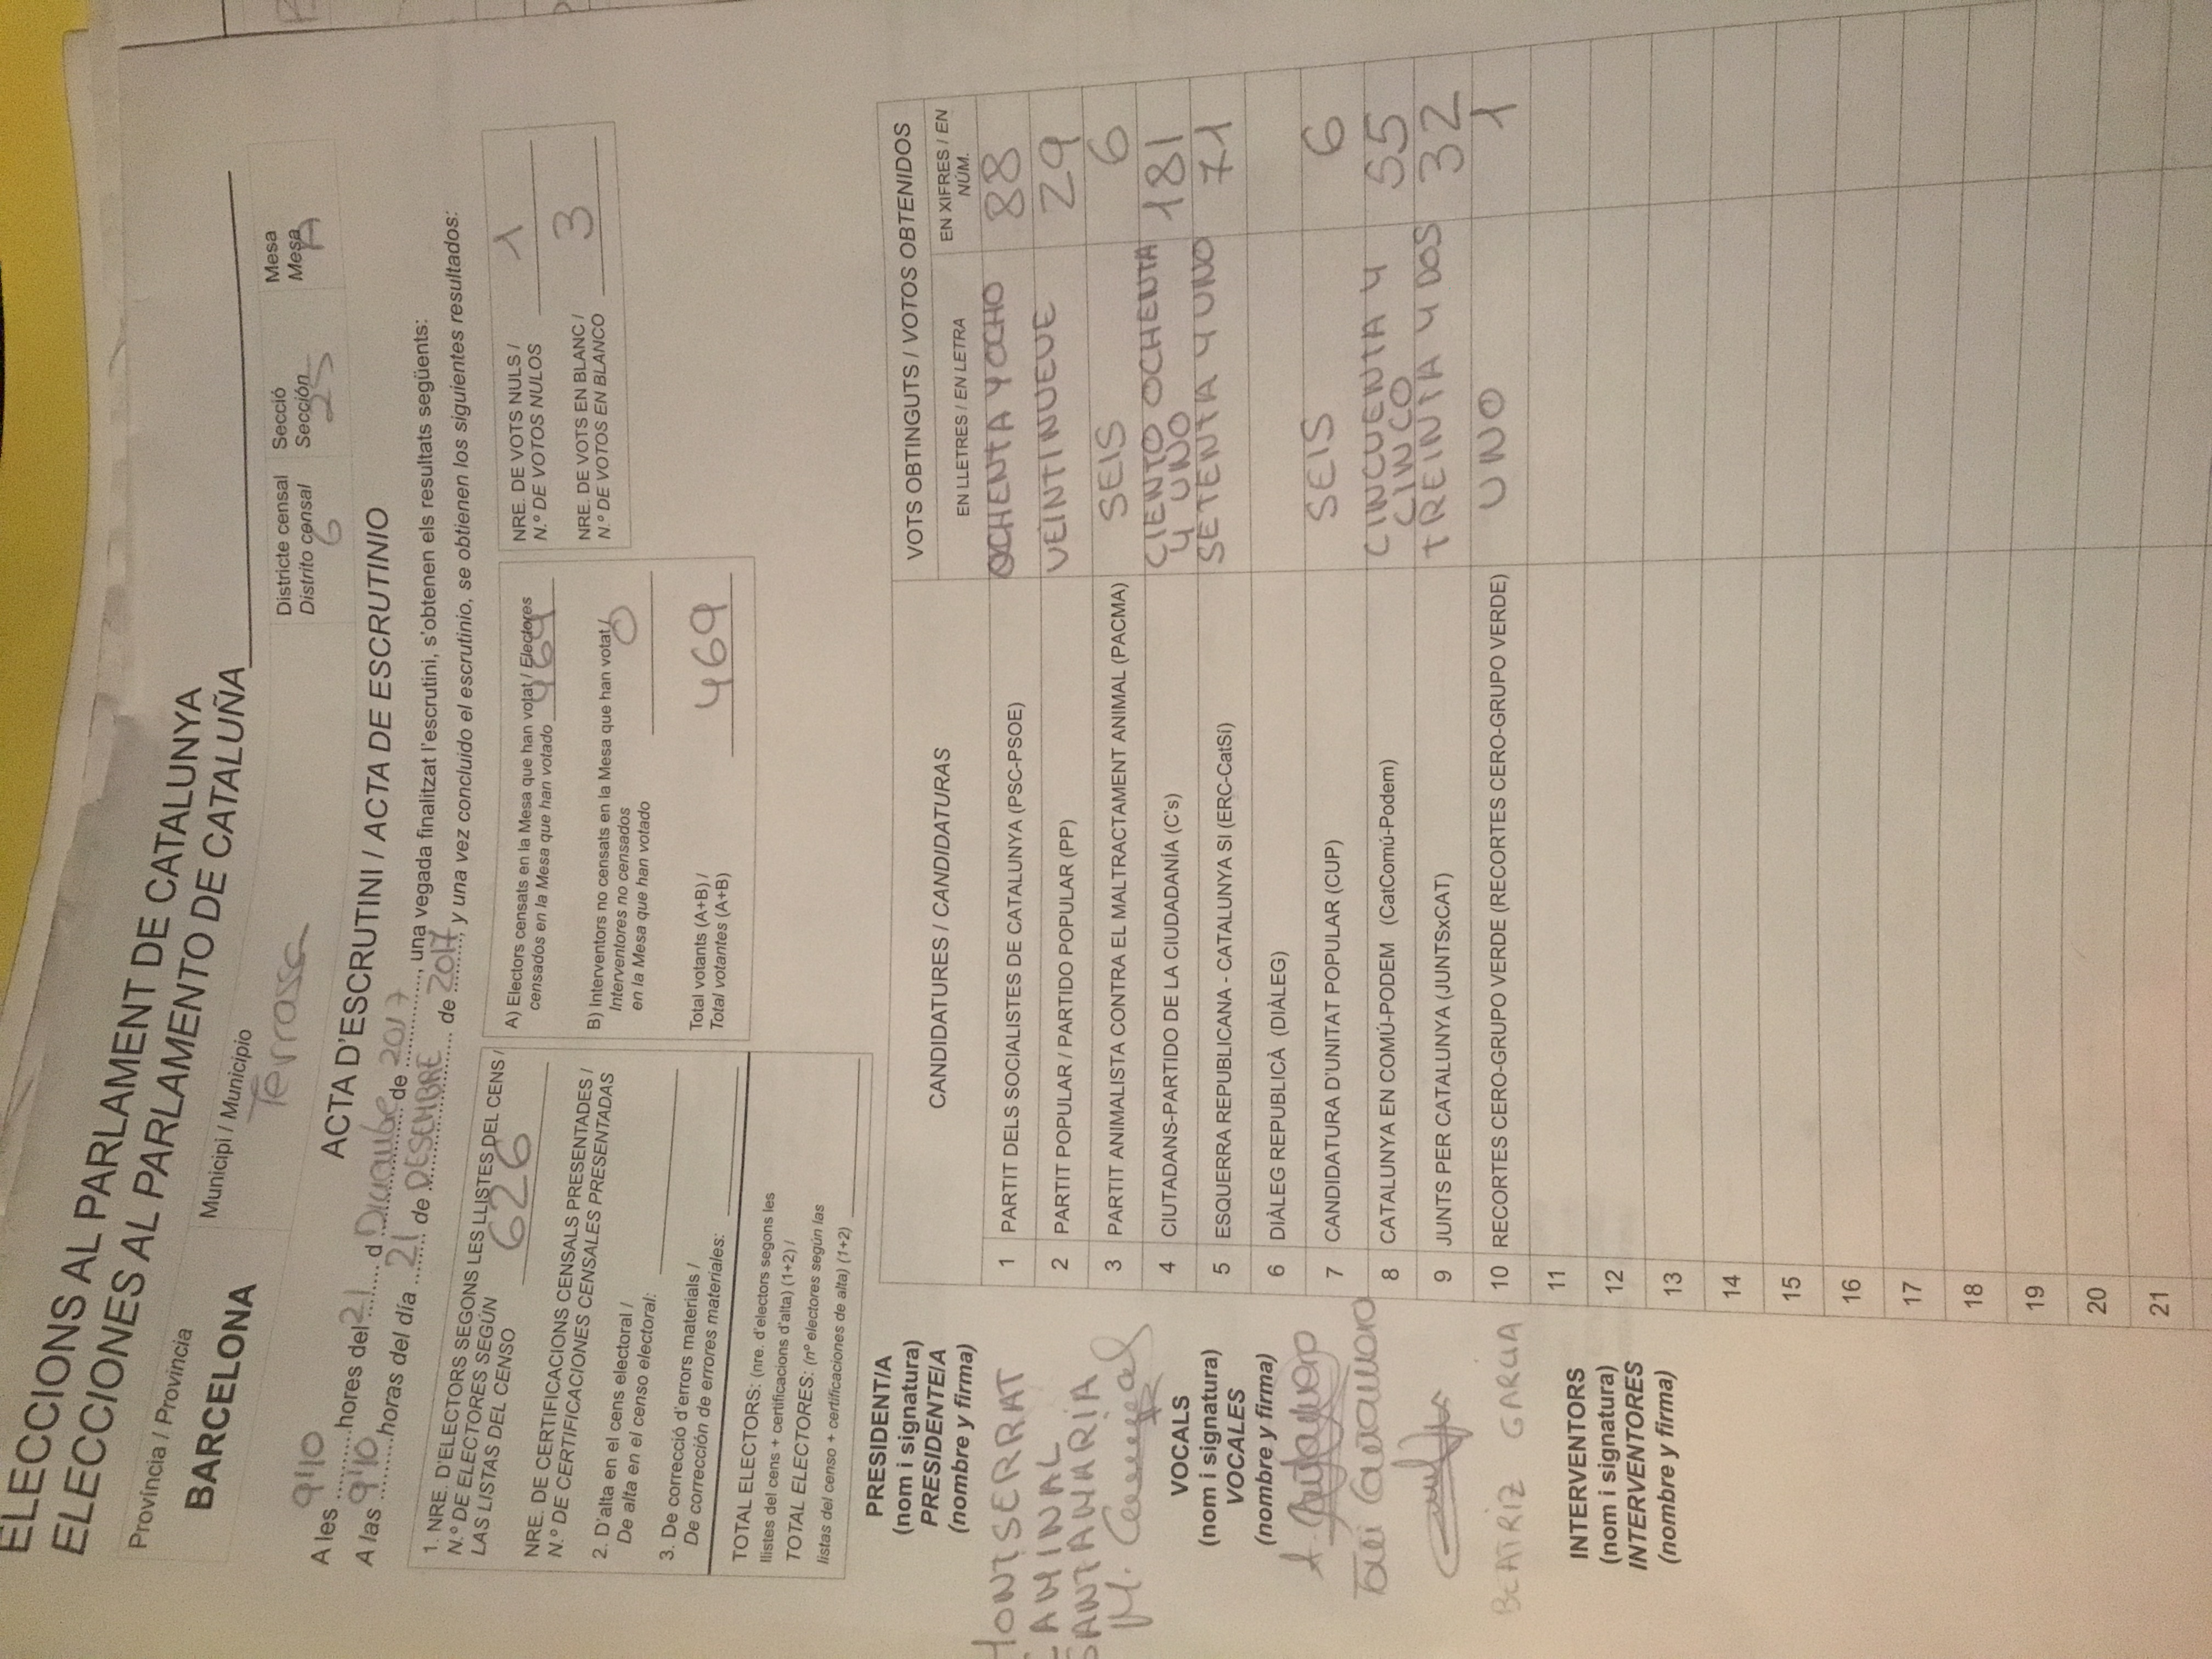 ELECCIONS AL PARLAMENT DE CATALUNYA
ELECCIONES AL PARLAMENTO DE CATALUÑA
Província / Provincia
BARCELONA
Municipi / Municipio
Terrassa
Districte censal
Distrito censal
6
Secció
Sección
25
Mesa
Mesa
A
ACTA D'ESCRUTINI / ACTA DE ESCRUTINIO
A les 9'10 hores del 21 d Diciembe de 2017, una vegada finalitzat l'escrutini, s'obtenen els resultats següents:
A las 9'10 horas del día 21 de DESEMBRE de 2017, y una vez concluido el escrutinio, se obtienen los siguientes resultados:
1. NRE. D'ELECTORS SEGONS LES LLISTES DEL CENS /
N.º DE ELECTORES SEGÚN
LAS LISTAS DEL CENSO 626
NRE. DE CERTIFICACIONS CENSALS PRESENTADES /
N.º DE CERTIFICACIONES CENSALES PRESENTADAS
2. D'alta en el cens electoral /
De alta en el censo electoral:
3. De correcció d'errors materials /
De corrección de errores materiales:
TOTAL ELECTORS: (nre. d'electors segons les
llistes del cens + certificacions d'alta) (1+2) /
TOTAL ELECTORES: (nº electores según las
listas del censo + certificaciones de alta) (1+2)
A) Electors censats en la Mesa que han votat / Electores
censados en la Mesa que han votado 469
B) Interventors no censats en la Mesa que han votat /
Interventores no censados
en la Mesa que han votado 0
Total votants (A+B) /
Total votantes (A+B) 469
NRE. DE VOTS NULS /
N.º DE VOTOS NULOS 1
NRE. DE VOTS EN BLANC /
N.º DE VOTOS EN BLANCO 3
PRESIDENT/A
(nom i signatura)
PRESIDENTE/A
(nombre y firma)
MONTSERRAT
CAMINAL
SANTAMARIA
M. Caminal
VOCALS
(nom i signatura)
VOCALES
(nombre y firma)
BEATRIZ GARCIA
INTERVENTORS
(nom i signatura)
INTERVENTORES
(nombre y firma)
CANDIDATURES / CANDIDATURAS
VOTS OBTINGUTS / VOTOS OBTENIDOS
EN LLETRES / EN LETRA
EN XIFRES / EN
NÚM.
1 PARTIT DELS SOCIALISTES DE CATALUNYA (PSC-PSOE) OCHENTA Y OCHO 88
2 PARTIT POPULAR / PARTIDO POPULAR (PP) VEINTINUEVE 29
3 PARTIT ANIMALISTA CONTRA EL MALTRACTAMENT ANIMAL (PACMA) SEIS 6
4 CIUTADANS-PARTIDO DE LA CIUDADANÍA (C's) CIENTO OCHENTA Y UNO 181
5 ESQUERRA REPUBLICANA - CATALUNYA SI (ERC-CatSí) SETENTA Y UNO 71
6 DIÀLEG REPUBLICÀ (DIÀLEG)
7 CANDIDATURA D'UNITAT POPULAR (CUP) SEIS 6
8 CATALUNYA EN COMÚ-PODEM (CatComú-Podem) CINCUENTA Y CINCO 55
9 JUNTS PER CATALUNYA (JUNTSxCAT) TREINTA Y DOS 32
10 RECORTES CERO-GRUPO VERDE (RECORTES CERO-GRUPO VERDE) UNO 1
11
12
13
14
15
16
17
18
19
20
21